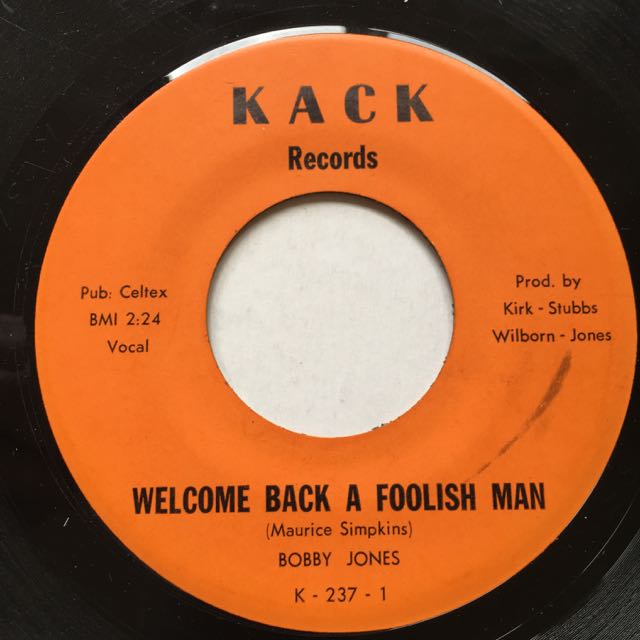 KACK
Records
Pub: Celtex
BMI 2:24
Vocal
Prod. by
Kirk - Stubbs
Wilborn - Jones
WELCOME BACK A FOOLISH MAN
(Maurice Simpkins)
BOBBY JONES
K - 237 - 1